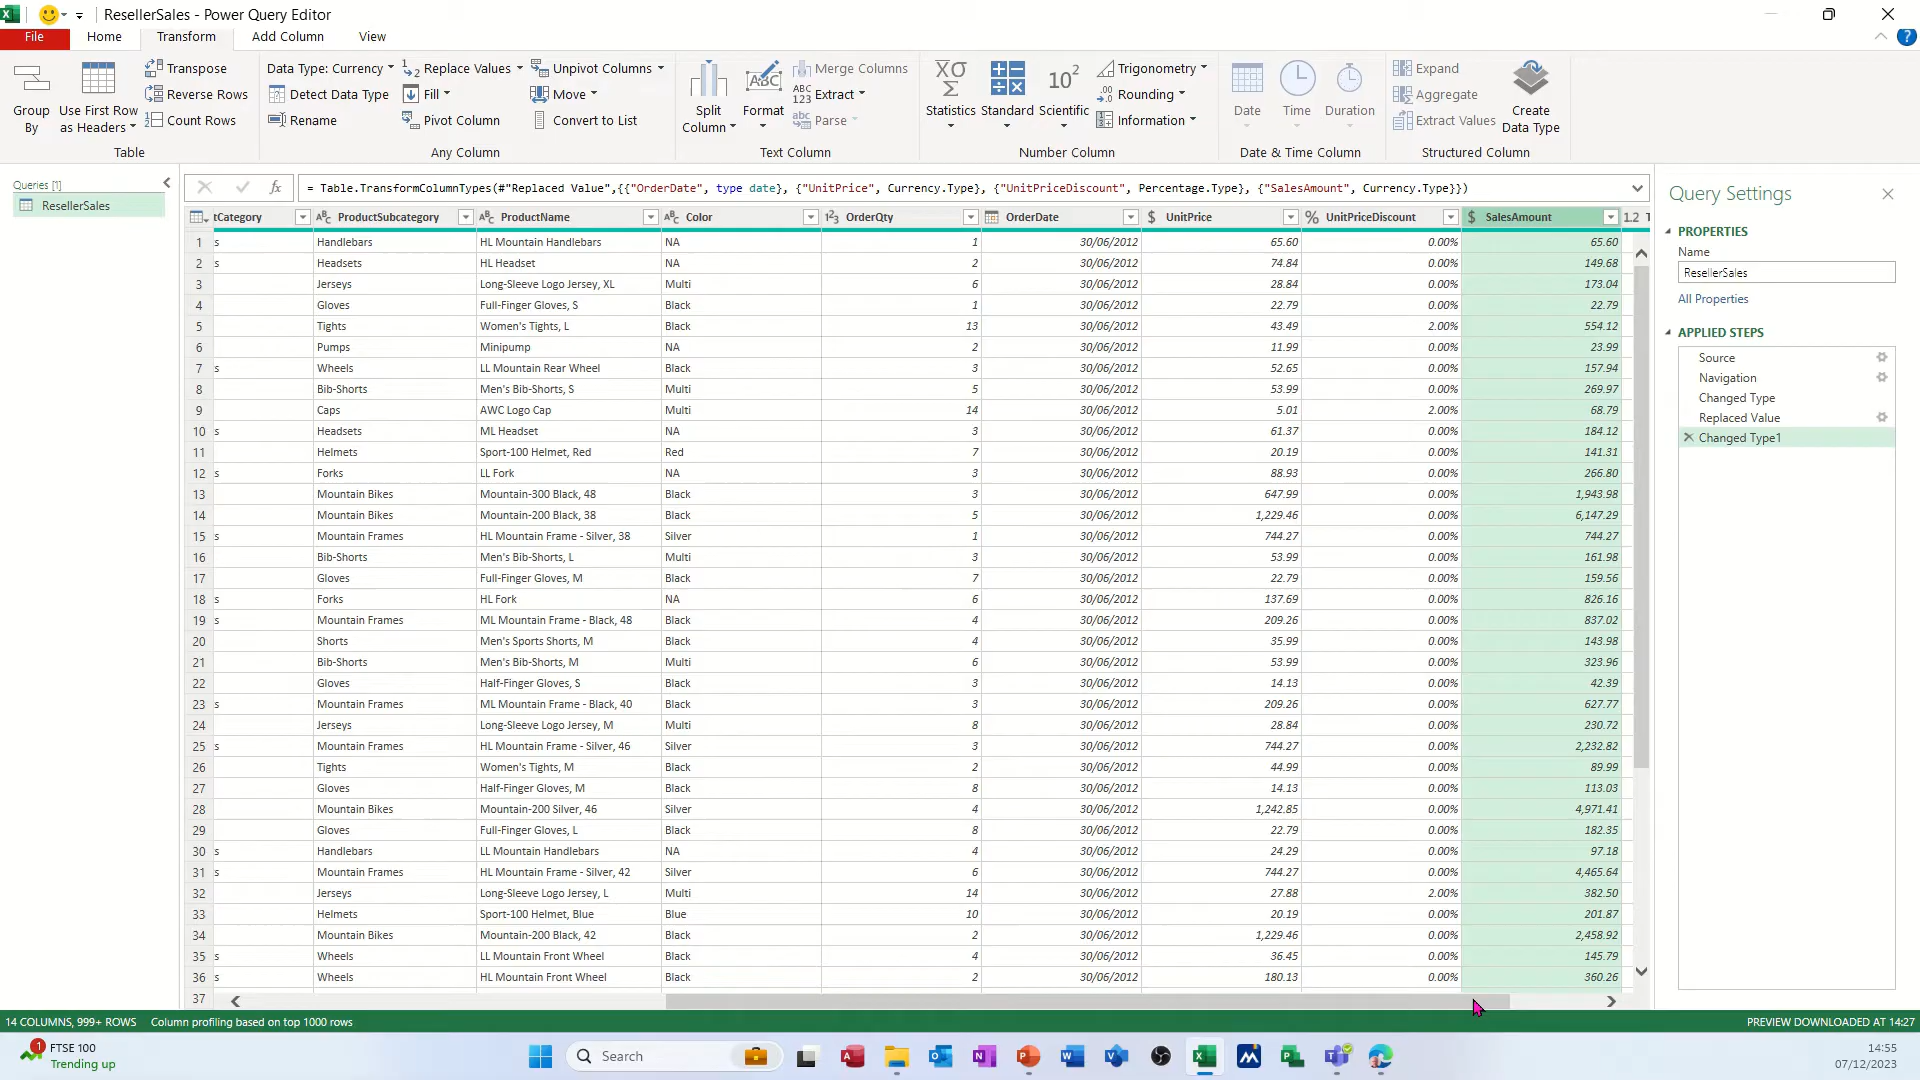 ResellerSales - Power Query Editor
File Home Transform Add Column View
Group By
Use First Row as Headers
Transpose
Reverse Rows
Count Rows
Table
Data Type: Currency
Detect Data Type
Rename
Replace Values
Fill
Pivot Column
Unpivot Columns
Move
Convert to List
Any Column
Split Column
Format
Merge Columns
Extract
Parse
Text Column
Statistics
Standard
Scientific
Trigonometry
Rounding
Information
Number Column
Date
Time
Duration
Date & Time Column
Expand
Aggregate
Extract Values
Create Data Type
Structured Column
Queries [1]
ResellerSales
= Table.TransformColumnTypes(#"Replaced Value",{{"OrderDate", type date}, {"UnitPrice", Currency.Type}, {"UnitPriceDiscount", Percentage.Type}, {"SalesAmount", Currency.Type}})
tCategory ProductSubcategory ProductName Color OrderQty OrderDate UnitPrice UnitPriceDiscount SalesAmount 1.2 T
1 s Handlebars HL Mountain Handlebars NA 1 30/06/2012 65.60 0.00% 65.60
2 s Headsets HL Headset NA 2 30/06/2012 74.84 0.00% 149.68
3 Jerseys Long-Sleeve Logo Jersey, XL Multi 6 30/06/2012 28.84 0.00% 173.04
4 Gloves Full-Finger Gloves, S Black 1 30/06/2012 22.79 0.00% 22.79
5 Tights Women's Tights, L Black 13 30/06/2012 43.49 2.00% 554.12
6 Pumps Minipump NA 2 30/06/2012 11.99 0.00% 23.99
7 s Wheels LL Mountain Rear Wheel Black 3 30/06/2012 52.65 0.00% 157.94
8 Bib-Shorts Men's Bib-Shorts, S Multi 5 30/06/2012 53.99 0.00% 269.97
9 Caps AWC Logo Cap Multi 14 30/06/2012 5.01 2.00% 68.79
10 s Headsets ML Headset NA 3 30/06/2012 61.37 0.00% 184.12
11 Helmets Sport-100 Helmet, Red Red 7 30/06/2012 20.19 0.00% 141.31
12 s Forks LL Fork NA 3 30/06/2012 88.93 0.00% 266.80
13 Mountain Bikes Mountain-300 Black, 48 Black 3 30/06/2012 647.99 0.00% 1,943.98
14 Mountain Bikes Mountain-200 Black, 38 Black 5 30/06/2012 1,229.46 0.00% 6,147.29
15 s Mountain Frames HL Mountain Frame - Silver, 38 Silver 1 30/06/2012 744.27 0.00% 744.27
16 Bib-Shorts Men's Bib-Shorts, L Multi 3 30/06/2012 53.99 0.00% 161.98
17 Gloves Full-Finger Gloves, M Black 7 30/06/2012 22.79 0.00% 159.56
18 s Forks HL Fork NA 6 30/06/2012 137.69 0.00% 826.16
19 s Mountain Frames ML Mountain Frame - Black, 48 Black 4 30/06/2012 209.26 0.00% 837.02
20 Shorts Men's Sports Shorts, M Black 4 30/06/2012 35.99 0.00% 143.98
21 Bib-Shorts Men's Bib-Shorts, M Multi 6 30/06/2012 53.99 0.00% 323.96
22 Gloves Half-Finger Gloves, S Black 3 30/06/2012 14.13 0.00% 42.39
23 s Mountain Frames ML Mountain Frame - Black, 40 Black 3 30/06/2012 209.26 0.00% 627.77
24 Jerseys Long-Sleeve Logo Jersey, M Multi 8 30/06/2012 28.84 0.00% 230.72
25 s Mountain Frames HL Mountain Frame - Silver, 46 Silver 3 30/06/2012 744.27 0.00% 2,232.82
26 Tights Women's Tights, M Black 2 30/06/2012 44.99 0.00% 89.99
27 Gloves Half-Finger Gloves, M Black 8 30/06/2012 14.13 0.00% 113.03
28 Mountain Bikes Mountain-200 Silver, 46 Silver 4 30/06/2012 1,242.85 0.00% 4,971.41
29 Gloves Full-Finger Gloves, L Black 8 30/06/2012 22.79 0.00% 182.35
30 s Handlebars LL Mountain Handlebars NA 4 30/06/2012 24.29 0.00% 97.18
31 s Mountain Frames HL Mountain Frame - Silver, 42 Silver 6 30/06/2012 744.27 0.00% 4,465.64
32 Jerseys Long-Sleeve Logo Jersey, L Multi 14 30/06/2012 27.88 2.00% 382.50
33 Helmets Sport-100 Helmet, Blue Blue 10 30/06/2012 20.19 0.00% 201.87
34 Mountain Bikes Mountain-200 Black, 42 Black 2 30/06/2012 1,229.46 0.00% 2,458.92
35 s Wheels LL Mountain Front Wheel Black 4 30/06/2012 36.45 0.00% 145.79
36 s Wheels HL Mountain Front Wheel Black 2 30/06/2012 180.13 0.00% 360.26
37
Query Settings
PROPERTIES
Name
ResellerSales
All Properties
APPLIED STEPS
Source
Navigation
Changed Type
Replaced Value
Changed Type1
14 COLUMNS, 999+ ROWS Column profiling based on top 1000 rows
PREVIEW DOWNLOADED AT 14:27
1
FTSE 100
Trending up
Search
14:55
07/12/2023